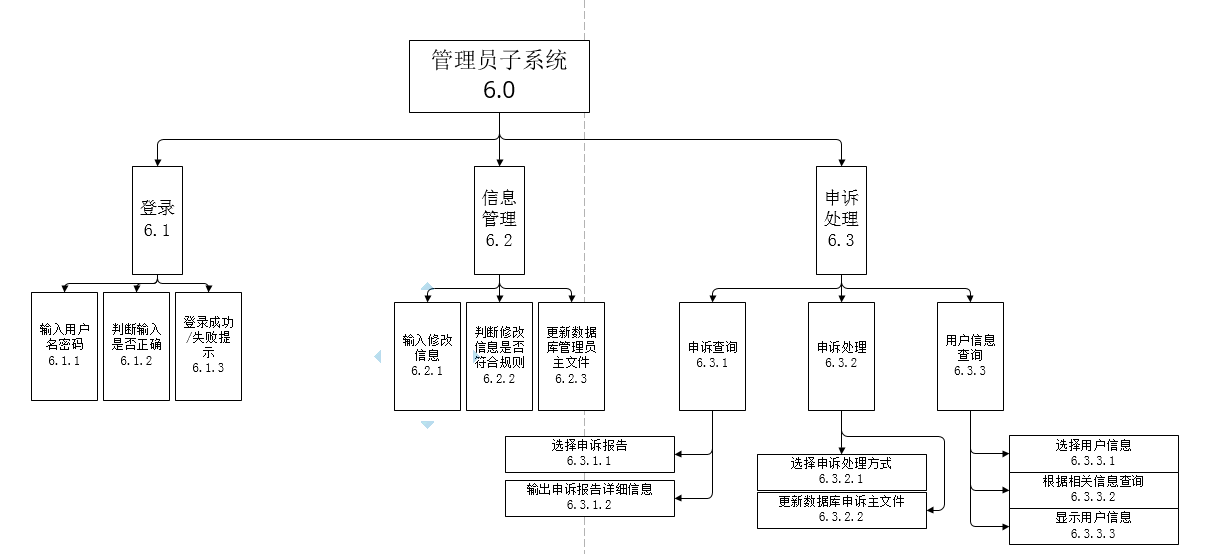 管理员子系统
6.0
登录
6.1
信息
管理
6.2
申诉
处理
6.3
输入用户
名密码
6.1.1
判断输入
是否正确
6.1.2
登录成功
/失败提
示
6.1.3
输入修改
信息
6.2.1
判断修改
信息是否
符合规则
6.2.2
更新数据
库管理员
主文件
6.2.3
申诉查询
6.3.1
申诉处理
6.3.2
用户信息
查询
6.3.3
选择申诉报告
6.3.1.1
输出申诉报告详细信息
6.3.1.2
选择申诉处理方式
6.3.2.1
更新数据库申诉主文件
6.3.2.2
选择用户信息
6.3.3.1
根据相关信息查询
6.3.3.2
显示用户信息
6.3.3.3